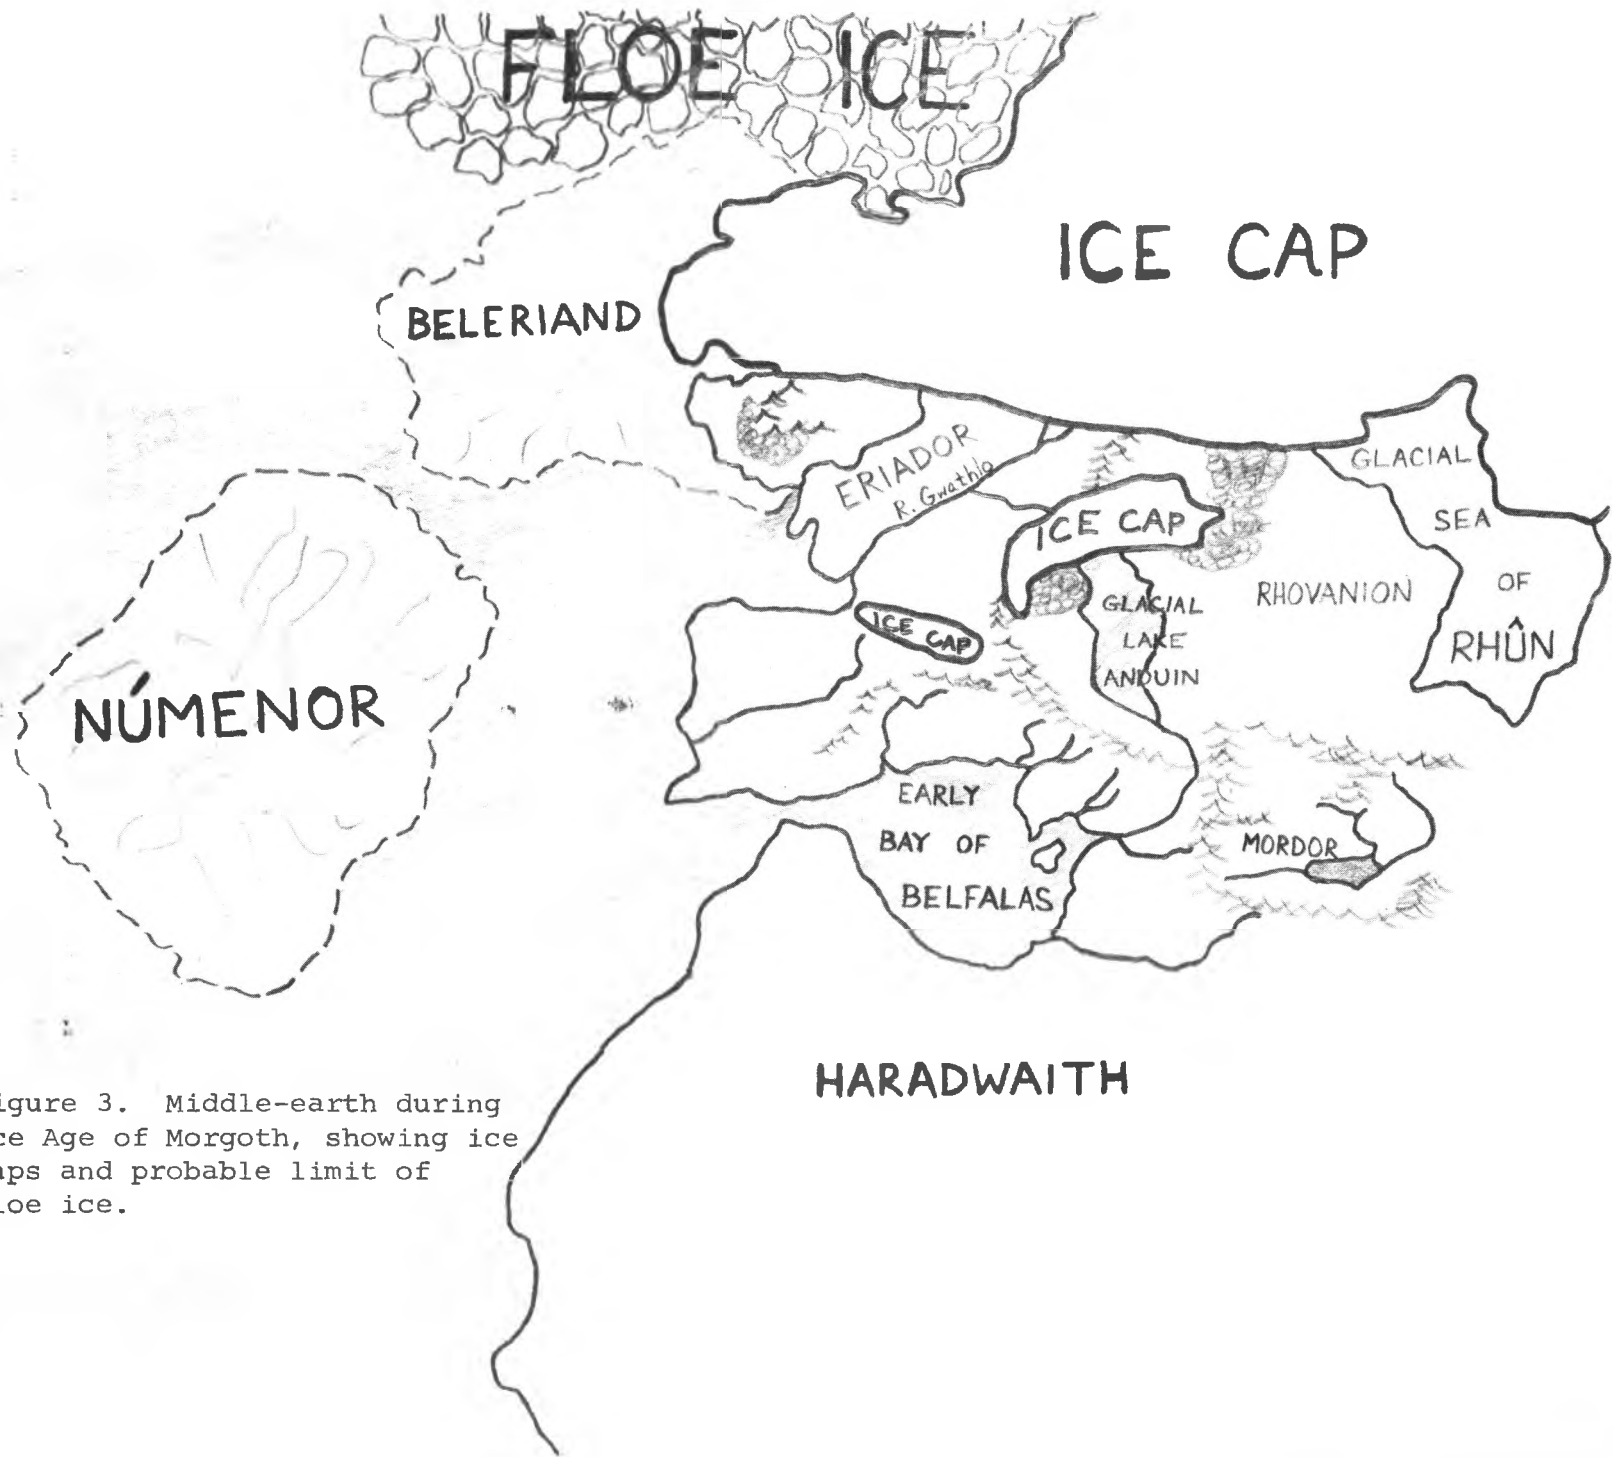 FLOE ICE
ICE CAP
BELERIAND
ERIADOR
R. Gwathlo
GLACIAL
SEA
OF
RHÛN
ICE CAP
RHOVANION
GLACIAL
LAKE
ANDUIN
ICE CAP
NÚMENOR
EARLY
BAY OF
BELFALAS
MORDOR
HARADWAITH
igure 3. Middle-earth during
ce Age of Morgoth, showing ice
aps and probable limit of
loe ice.